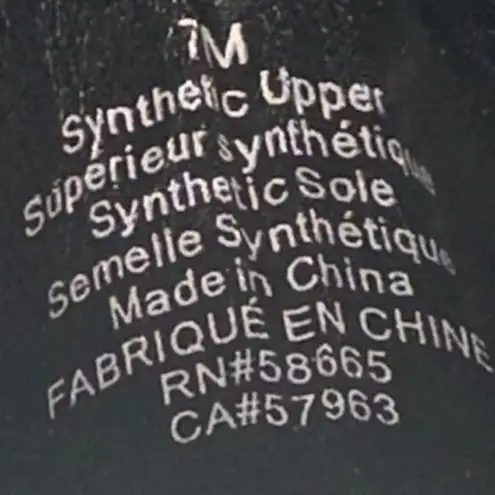 7M
Synthetic Upper
Supérieur synthétique
Synthetic Sole
Semelle Synthétique
Made in China
FABRIQUÉ EN CHINE
RN#58665
CA#57963